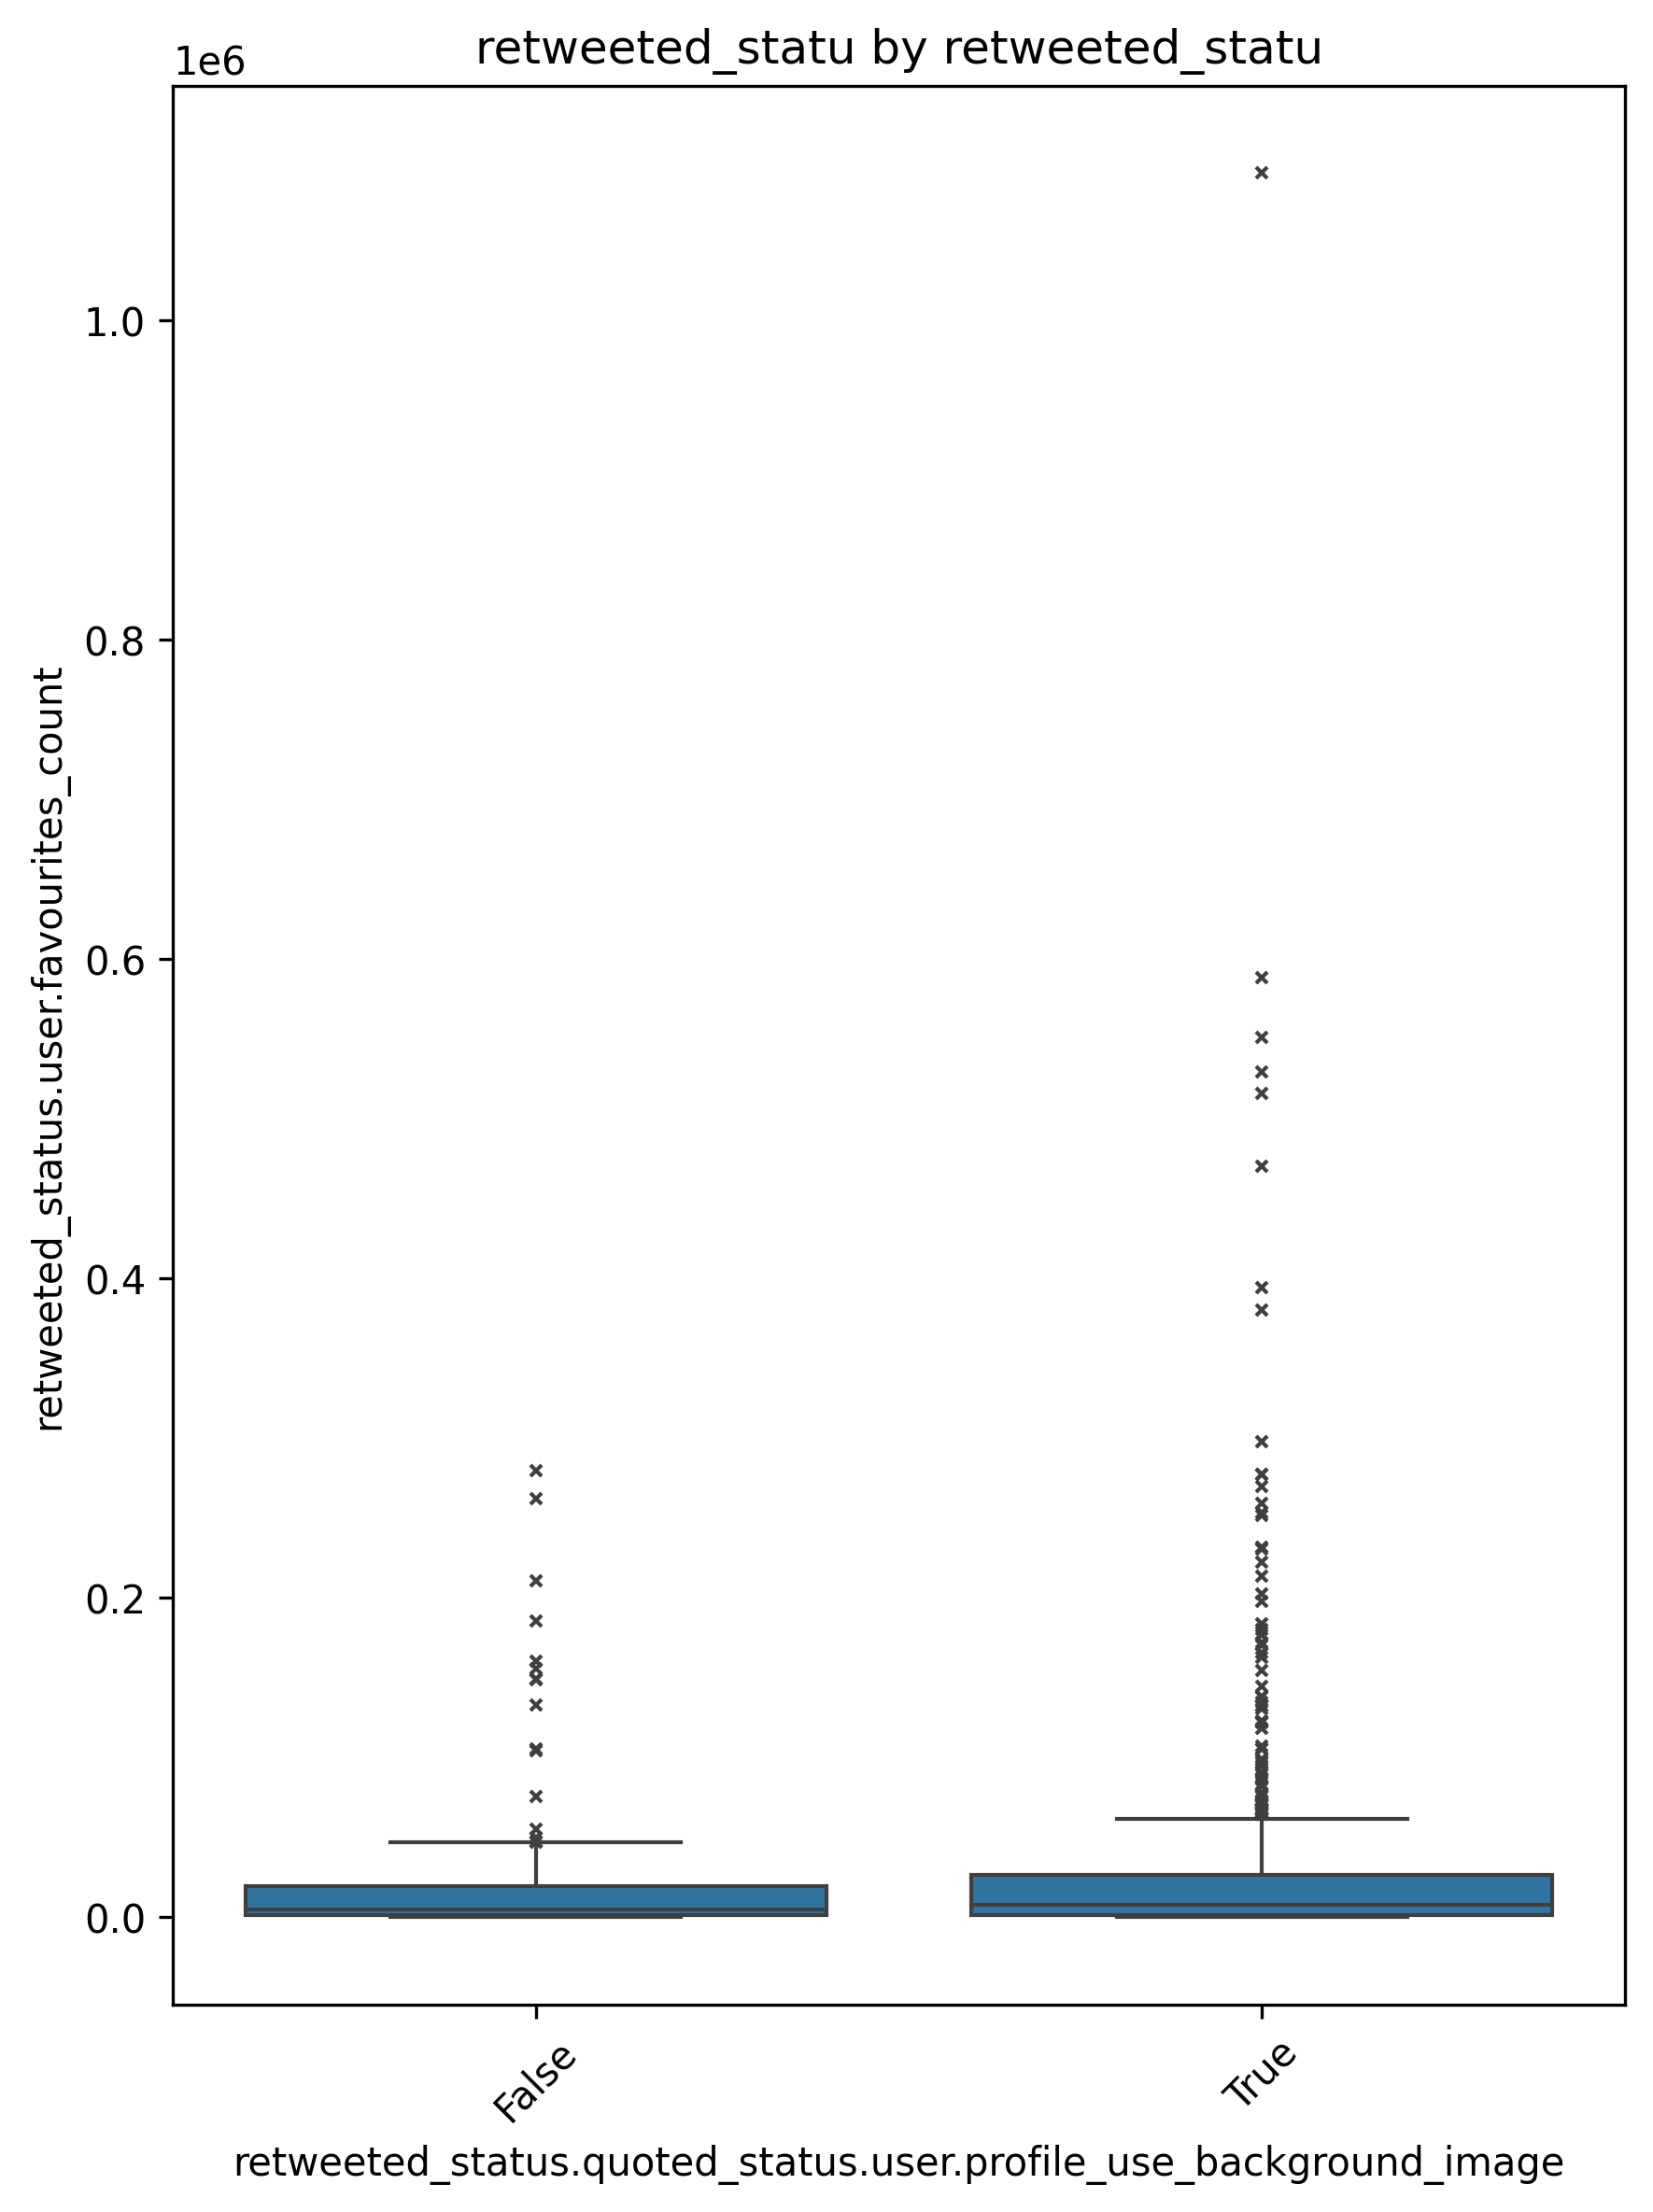 retweeted_statu by retweeted_statu
1e6
1.0
0.8
0.6
0.4
0.2
0.0
retweeted_status.user.favourites_count
False
True
retweeted_status.quoted_status.user.profile_use_background_image